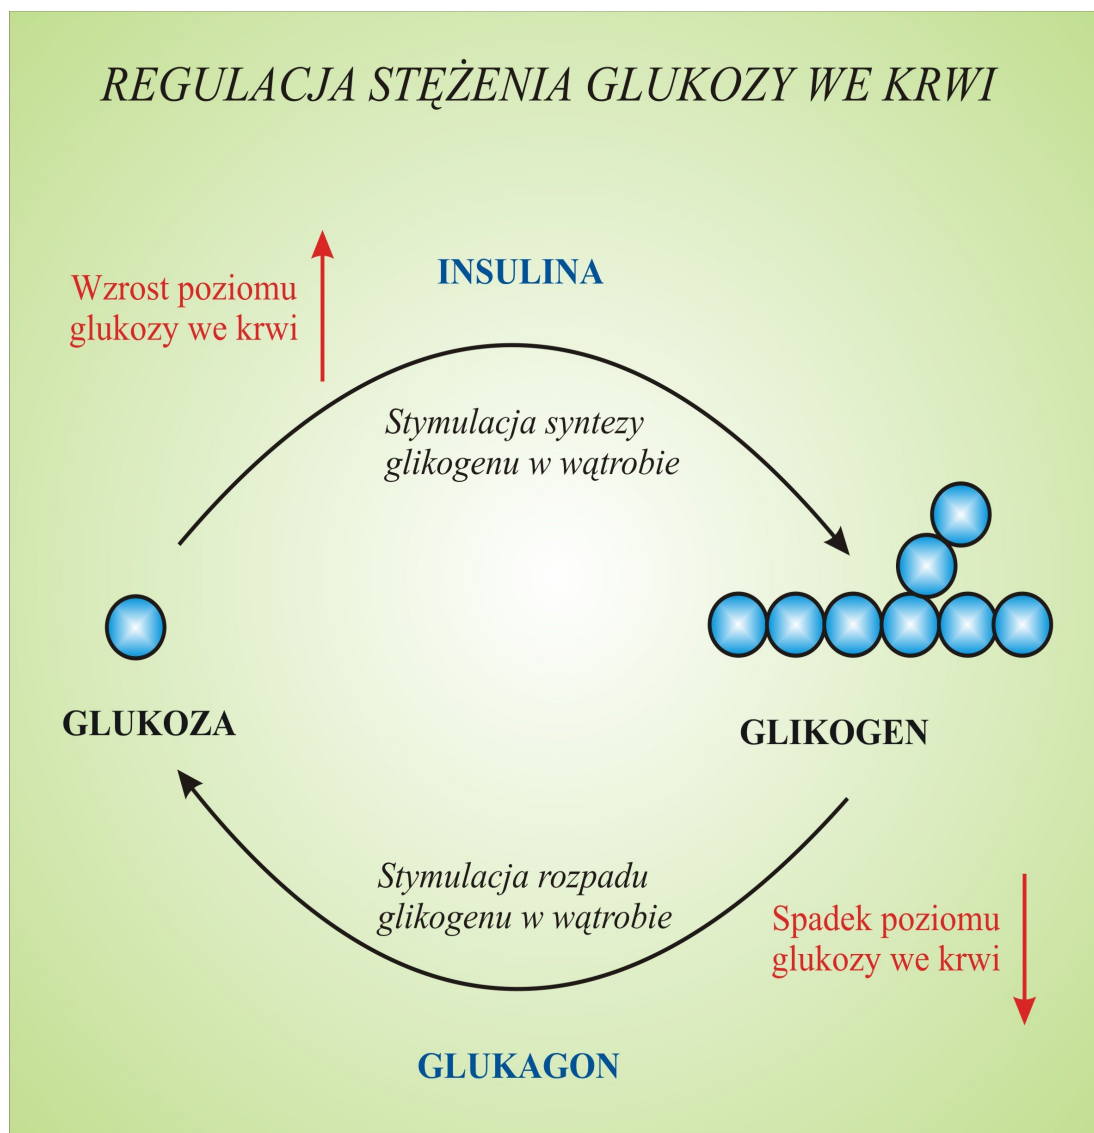 REGULACJA STĘŻENIA GLUKOZY WE KRWI
INSULINA
Wzrost poziomu
glukozy we krwi
Stymulacja syntezy
glikogenu w wątrobie
GLUKOZA
GLIKOGEN
Stymulacja rozpadu
glikogenu w wątrobie
Spadek poziomu
glukozy we krwi
GLUKAGON